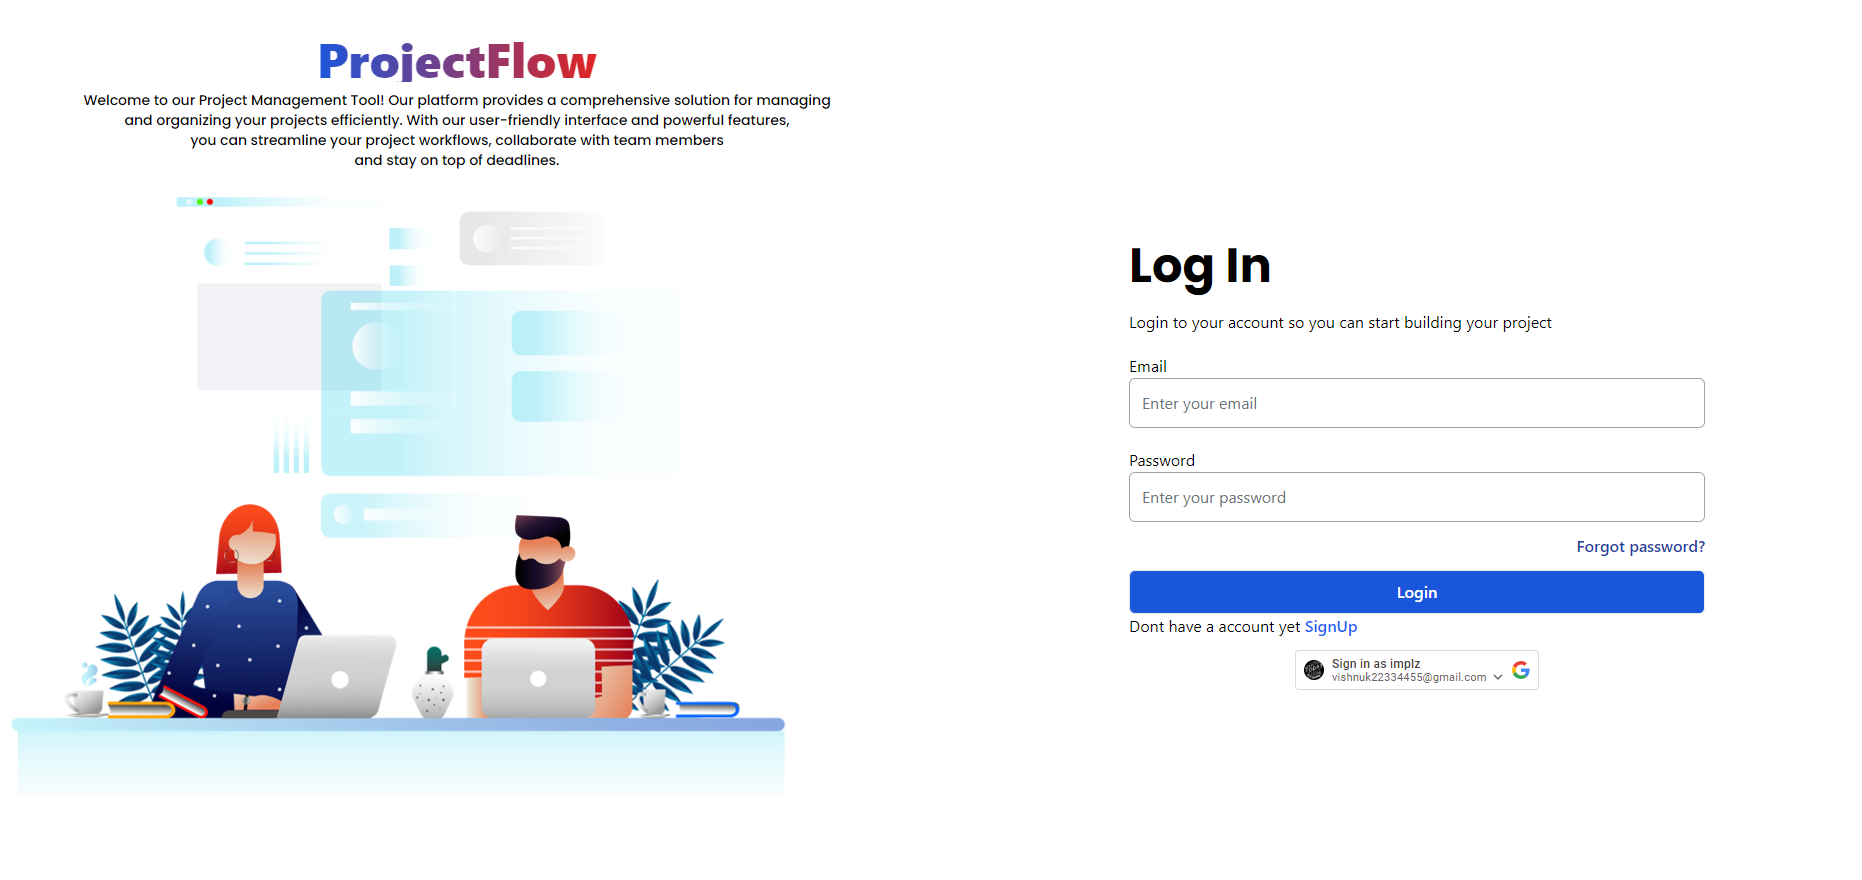 ProjectFlow
Welcome to our Project Management Tool! Our platform provides a comprehensive solution for managing
and organizing your projects efficiently. With our user-friendly interface and powerful features,
you can streamline your project workflows, collaborate with team members
and stay on top of deadlines.
Log In
Login to your account so you can start building your project
Email
Enter your email
Password
Enter your password
Forgot password?
Login
Dont have a account yet SignUp
Sign in as implz
vishnuk22334455@gmail.com